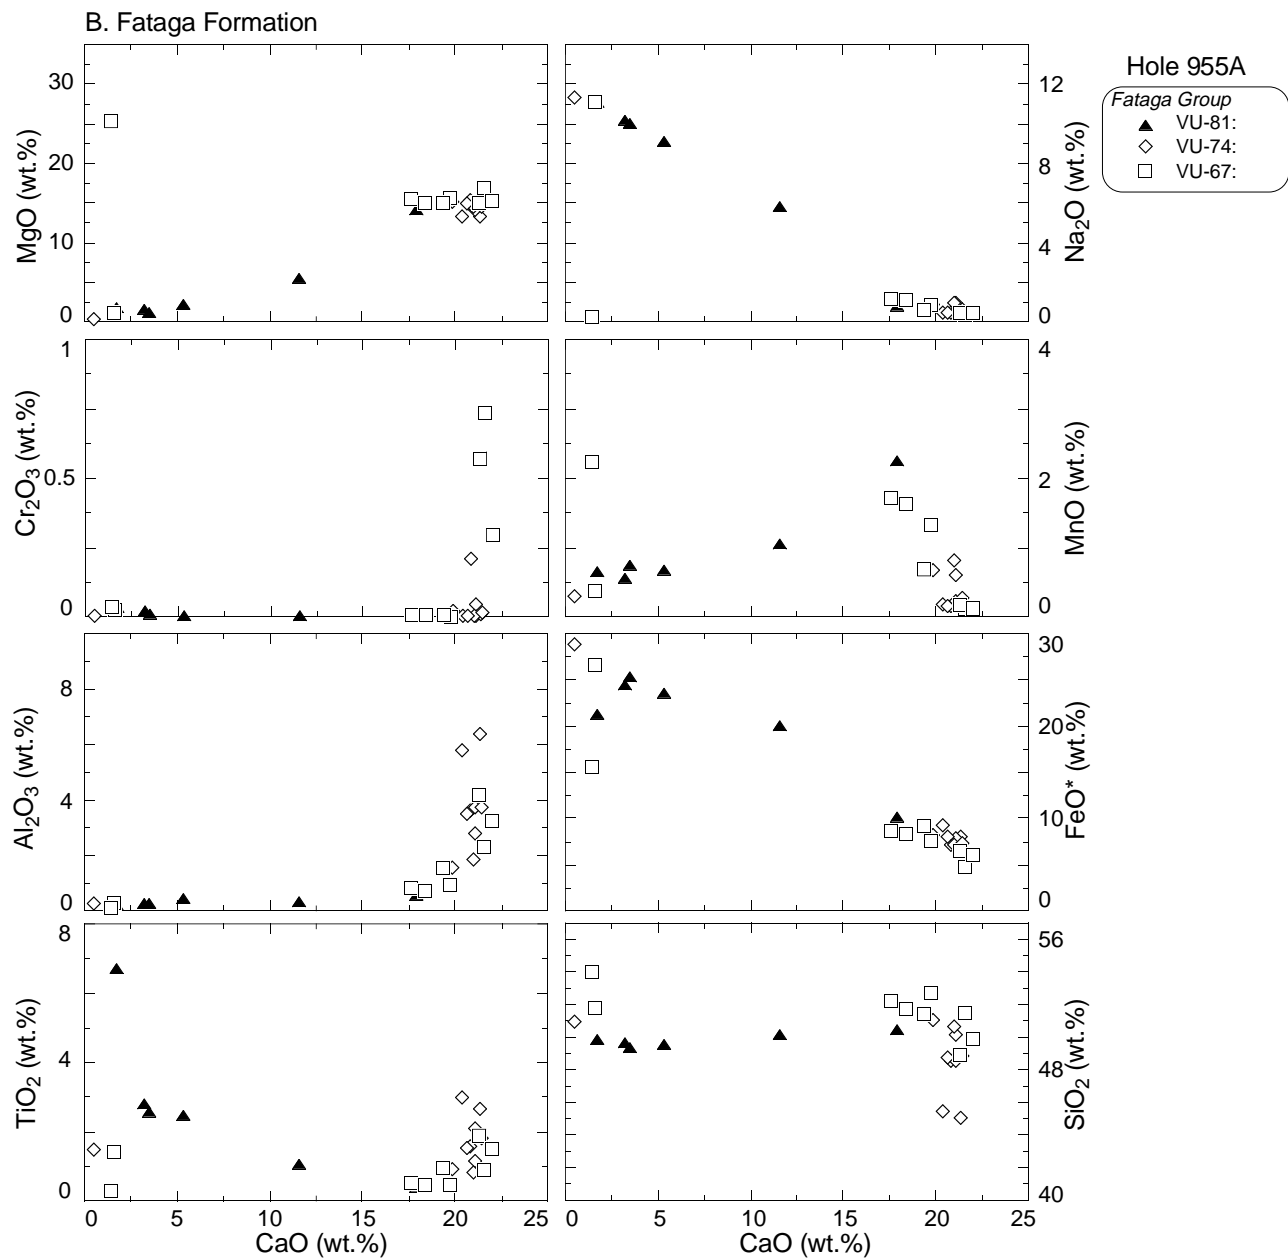 B. Fataga Formation
Hole 955A
Fataga Group
VU-81:
VU-74:
VU-67:
30
20
10
0
MgO (wt.%)
12
8
4
0
Na₂O (wt.%)
1
0.5
0
Cr₂O₃ (wt.%)
4
2
0
MnO (wt.%)
8
4
0
Al₂O₃ (wt.%)
30
20
10
0
FeO* (wt.%)
8
4
0
TiO₂ (wt.%)
56
48
40
SiO₂ (wt.%)
0 5 10 15 20 25
CaO (wt.%)
0 5 10 15 20 25
CaO (wt.%)